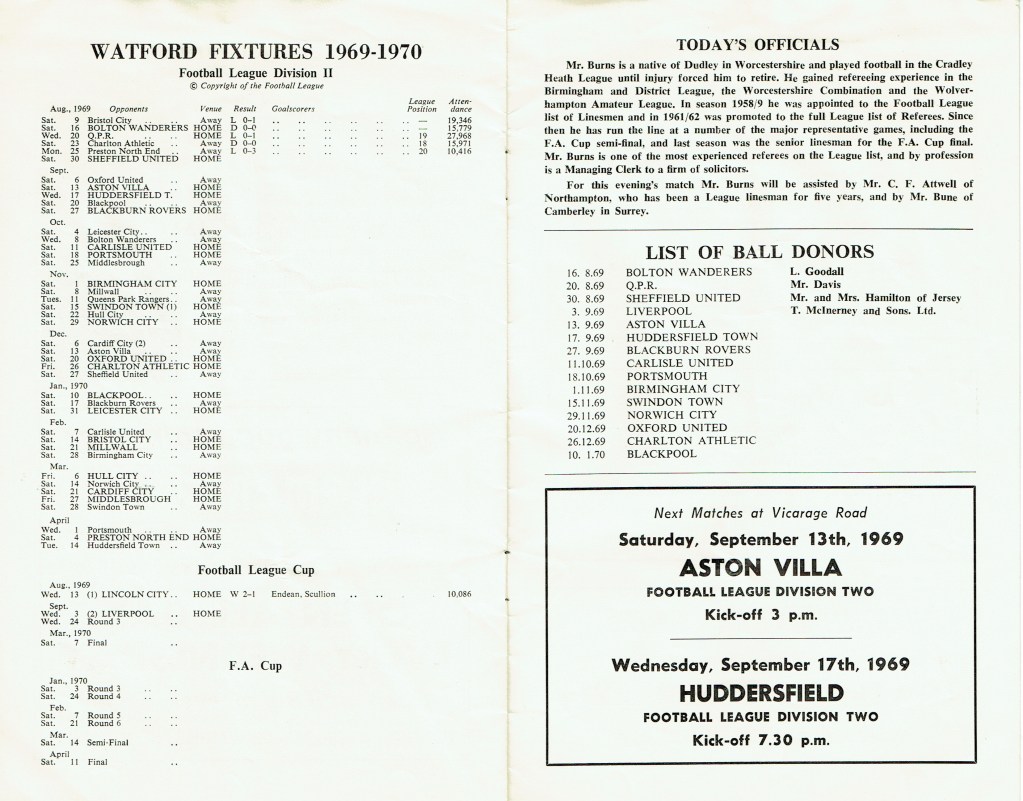 WATFORD FIXTURES 1969-1970
Football League Division II
© Copyright of the Football League
Aug., 1969 Opponents Venue Result Goalscorers League Position Atten-dance
Sat. 9 Bristol City .. Away L 0–1 .. .. .. .. .. .. — 19,346
Sat. 16 BOLTON WANDERERS HOME D 0–0 .. .. .. .. .. .. — 15,779
Wed. 20 Q.P.R. .. .. HOME L 0–1 .. .. .. .. .. .. 19 27,968
Sat. 23 Charlton Athletic .. Away D 0–0 .. .. .. .. .. .. 18 15,971
Mon. 25 Preston North End .. Away L 0–3 .. .. .. .. .. .. 20 10,416
Sat. 30 SHEFFIELD UNITED HOME
Sept.
Sat. 6 Oxford United .. Away
Sat. 13 ASTON VILLA .. HOME
Wed. 17 HUDDERSFIELD T. HOME
Sat. 20 Blackpool .. .. Away
Sat. 27 BLACKBURN ROVERS HOME
Oct.
Sat. 4 Leicester City.. .. Away
Wed. 8 Bolton Wanderers .. Away
Sat. 11 CARLISLE UNITED HOME
Sat. 18 PORTSMOUTH .. HOME
Sat. 25 Middlesbrough .. Away
Nov.
Sat. 1 BIRMINGHAM CITY HOME
Sat. 8 Millwall .. .. Away
Tues. 11 Queens Park Rangers.. Away
Sat. 15 SWINDON TOWN (1) HOME
Sat. 22 Hull City .. .. Away
Sat. 29 NORWICH CITY .. HOME
Dec.
Sat. 6 Cardiff City (2) .. Away
Sat. 13 Aston Villa .. .. Away
Sat. 20 OXFORD UNITED .. HOME
Fri. 26 CHARLTON ATHLETIC HOME
Sat. 27 Sheffield United .. Away
Jan., 1970
Sat. 10 BLACKPOOL.. .. HOME
Sat. 17 Blackburn Rovers .. Away
Sat. 31 LEICESTER CITY .. HOME
Feb.
Sat. 7 Carlisle United .. Away
Sat. 14 BRISTOL CITY .. HOME
Sat. 21 MILLWALL .. HOME
Sat. 28 Birmingham City .. Away
Mar.
Fri. 6 HULL CITY .. .. HOME
Sat. 14 Norwich City .. .. Away
Sat. 21 CARDIFF CITY .. HOME
Fri. 27 MIDDLESBROUGH HOME
Sat. 28 Swindon Town .. Away
April
Wed. 1 Portsmouth .. .. Away
Sat. 4 PRESTON NORTH END HOME
Tue. 14 Huddersfield Town .. Away
Football League Cup
Aug., 1969
Wed. 13 (1) LINCOLN CITY.. HOME W 2–1 Endean, Scullion .. .. .. 10,086
Sept.
Wed. 3 (2) LIVERPOOL .. HOME
Wed. 24 Round 3 .. ..
Mar., 1970
Sat. 7 Final ..
F.A. Cup
Jan., 1970
Sat. 3 Round 3 .. ..
Sat. 24 Round 4 .. ..
Feb.
Sat. 7 Round 5 .. ..
Sat. 21 Round 6 .. ..
Mar.
Sat. 14 Semi-Final ..
April
Sat. 11 Final ..
TODAY'S OFFICIALS
Mr. Burns is a native of Dudley in Worcestershire and played football in the Cradley
Heath League until injury forced him to retire. He gained refereeing experience in the
Birmingham and District League, the Worcestershire Combination and the Wolver-
hampton Amateur League. In season 1958/9 he was appointed to the Football League
list of Linesmen and in 1961/62 was promoted to the full League list of Referees. Since
then he has run the line at a number of the major representative games, including the
F.A. Cup semi-final, and last season was the senior linesman for the F.A. Cup final.
Mr. Burns is one of the most experienced referees on the League list, and by profession
is a Managing Clerk to a firm of solicitors.
For this evening's match Mr. Burns will be assisted by Mr. C. F. Attwell of
Northampton, who has been a League linesman for five years, and by Mr. Bune of
Camberley in Surrey.
LIST OF BALL DONORS
16. 8.69 BOLTON WANDERERS L. Goodall
20. 8.69 Q.P.R. Mr. Davis
30. 8.69 SHEFFIELD UNITED Mr. and Mrs. Hamilton of Jersey
3. 9.69 LIVERPOOL T. McInerney and Sons. Ltd.
13. 9.69 ASTON VILLA
17. 9.69 HUDDERSFIELD TOWN
27. 9.69 BLACKBURN ROVERS
11.10.69 CARLISLE UNITED
18.10.69 PORTSMOUTH
1.11.69 BIRMINGHAM CITY
15.11.69 SWINDON TOWN
29.11.69 NORWICH CITY
20.12.69 OXFORD UNITED
26.12.69 CHARLTON ATHLETIC
10. 1.70 BLACKPOOL
Next Matches at Vicarage Road
Saturday, September 13th, 1969
ASTON VILLA
FOOTBALL LEAGUE DIVISION TWO
Kick-off 3 p.m.
Wednesday, September 17th, 1969
HUDDERSFIELD
FOOTBALL LEAGUE DIVISION TWO
Kick-off 7.30 p.m.